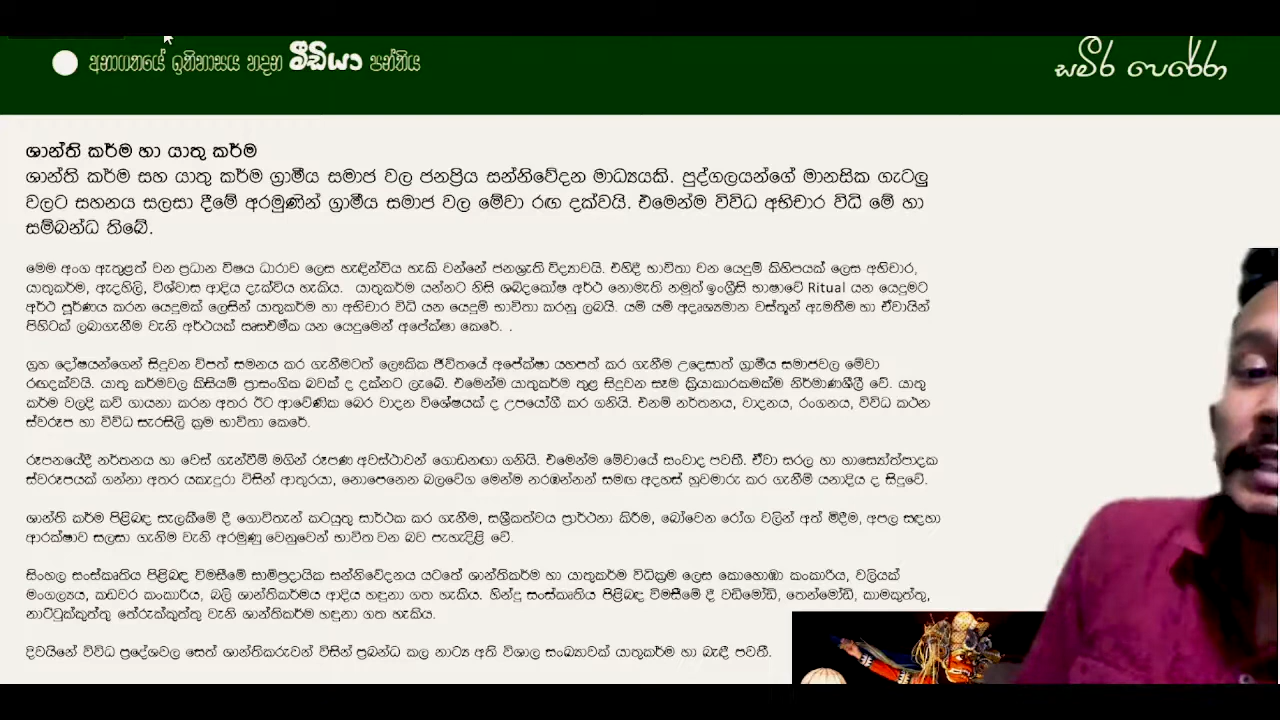 අනාගතයේ ඉතිහාසය හදන මීඩියා පන්තිය
සමීර පෙරේරා
ශාන්ති කර්ම හා යාතු කර්ම
ශාන්ති කර්ම සහ යාතු කර්ම ග්‍රාමීය සමාජ වල ජනප්‍රිය සන්නිවේදන මාධ්‍යයකි. පුද්ගලයන්ගේ මානසික ගැටලු
වලට සහනය සලසා දීමේ අරමුණින් ග්‍රාමීය සමාජ වල මේවා රඟ දක්වයි. එමෙන්ම විවිධ අභිචාර විධි මේ හා
සම්බන්ධ තිබේ.
මෙම අංග ඇතුළත් වන ප්‍රධාන විෂය ධාරාව ලෙස හැඳින්විය හැකි වන්නේ ජනශ්‍රැති විද්‍යාවයි. එහිදී භාවිතා වන යෙදුම් කිහිපයක් ලෙස අභිචාර,
යාතුකර්ම, ඇදහිලි, විශ්වාස ආදිය දැක්විය හැකිය. යාතුකර්ම යන්නට නිසි ශබ්දකෝෂ අර්ථ නොමැති නමුත් ඉංග්‍රීසි භාෂාවේ Ritual යන යෙදුමට
අර්ථ පූර්ණය කරන යෙදුමක් ලෙසින් යාතුකර්ම හා අභිචාර විධි යන යෙදුම් භාවිතා කරනු ලබයි. යම් යම් අදෘශ්‍යමාන වස්තූන් ඇමතීම හා ඒවායින්
පිහිටක් ලබාගැනීම වැනි අර්ථයක් ඍසඑම්ක යන යෙදුමෙන් අපේක්ෂා කෙරේ. .
ග්‍රහ දෝෂයන්ගෙන් සිදුවන විපත් සමනය කර ගැනීමටත් ලෞකික ජීවිතයේ අපේක්ෂා යහපත් කර ගැනීම උදෙසාත් ග්‍රාමීය සමාජවල මේවා
රඟදක්වයි. යාතු කර්මවල කිසියම් ප්‍රාසංගික බවක් ද දක්නට ලැබේ. එමෙන්ම යාතුකර්ම තුළ සිදුවන සෑම ක්‍රියාකාරකමක්ම නිර්මාණශීලී වේ. යාතු
කර්ම වලදී කවි ගායනා කරන අතර ඊට ආවේණික බෙර වාදන විශේෂයක් ද උපයෝගී කර ගනියි. එනම් නර්තනය, වාදනය, රංගනය, විවිධ කථන
ස්වරූප හා විවිධ සැරසිලි ක්‍රම භාවිතා කෙරේ.
රූපනයේදී නර්තනය හා වෙස් ගැන්වීම් මගින් රූපණ අවස්ථාවන් ගොඩනඟා ගනියි. එමෙන්ම මේවායේ සංවාද පවතී. ඒවා සරල හා හාස්‍යෝත්පාදක
ස්වරූපයක් ගන්නා අතර යකැදුරා විසින් ආතුරයා, නොපෙනෙන බලවේග මෙන්ම නරඹන්නන් සමඟ අදහස් හුවමාරු කර ගැනීම් යනාදිය ද සිදුවේ.
ශාන්ති කර්ම පිළිබඳ සැලකීමේ දී ගොවිතැන් කටයුතු සාර්ථක කර ගැනීම, සශ්‍රීකත්වය ප්‍රාර්ථනා කිරීම, බෝවෙන රෝග වලින් අත් මිදීම, අපල සඳහා
ආරක්ෂාව සලසා ගැනිම වැනි අරමුණු වෙනුවෙන් භාවිත වන බව පැහැදිළි වේ.
සිංහල සංස්කෘතිය පිළිබඳ විමසීමේ සාම්ප්‍රදායික සන්නිවේදනය යටතේ ශාන්තිකර්ම හා යාතුකර්ම විධික්‍රම ලෙස කොහොඹා කංකාරිය, වලියක්
මංගල්‍යය, කඩවර කංකාරිය, බලි ශාන්තිකර්මය ආදිය හඳුනා ගත හැකිය. හින්දු සංස්කෘතිය පිළිබඳ විමසීමේ දී වඩිමෝඩි, තෙන්මෝඩි, කාමකුත්තු,
නාට්ටුක්කුත්තු තේරුක්කුත්තු වැනි ශාන්තිකර්ම හඳුනා ගත හැකිය.
දිවයිනේ විවිධ ප්‍රදේශවල සෙත් ශාන්තිකරුවන් විසින් ප්‍රබන්ධ කල නාට්‍ය අති විශාල සංඛ්‍යාවක් යාතුකර්ම හා බැඳී පවතී.